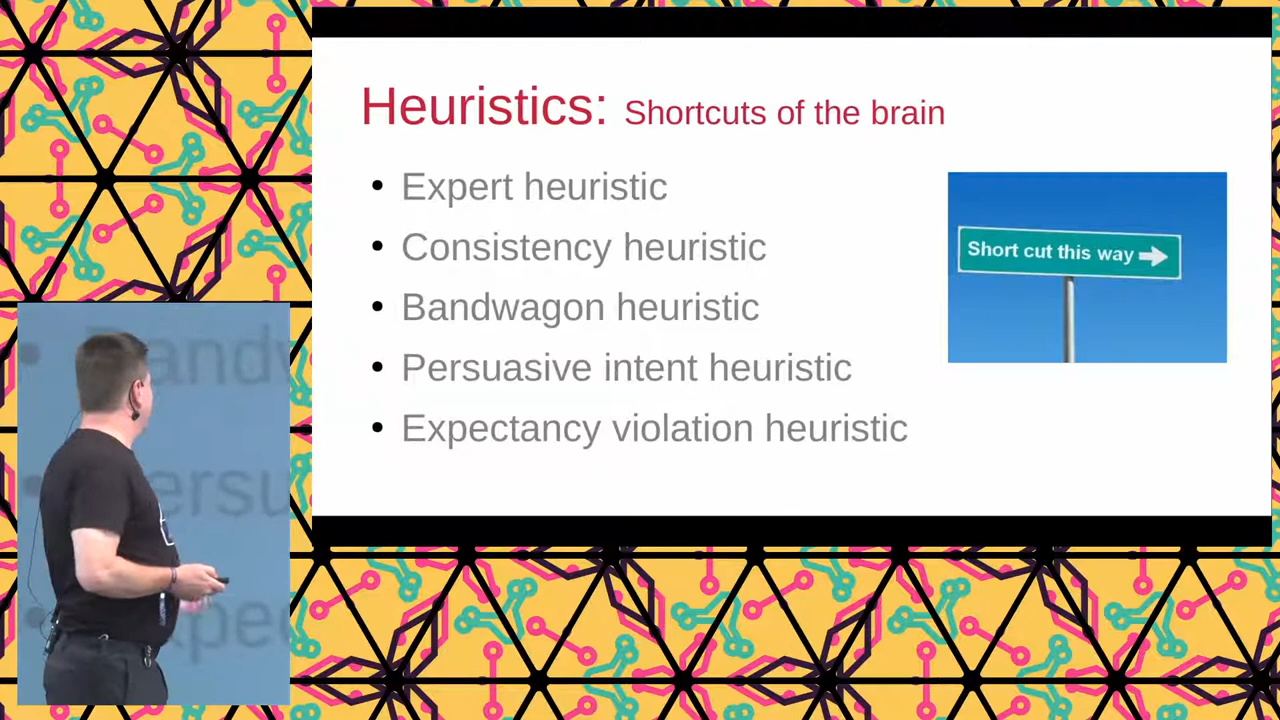 Heuristics: Shortcuts of the brain
• Expert heuristic
• Consistency heuristic
• Bandwagon heuristic
• Persuasive intent heuristic
• Expectancy violation heuristic
Short cut this way